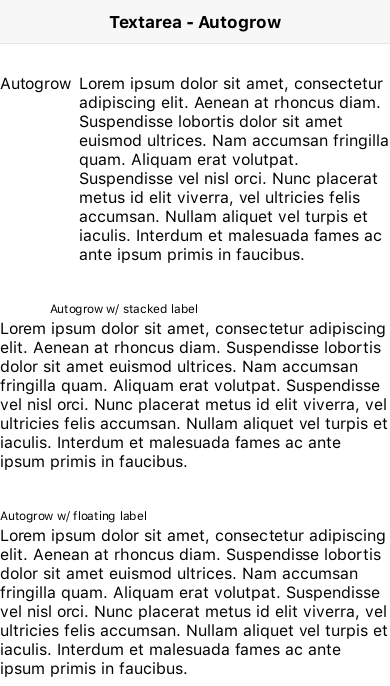 Textarea - Autogrow
Autogrow Lorem ipsum dolor sit amet, consectetur
adipiscing elit. Aenean at rhoncus diam.
Suspendisse lobortis dolor sit amet
euismod ultrices. Nam accumsan fringilla
quam. Aliquam erat volutpat.
Suspendisse vel nisl orci. Nunc placerat
metus id elit viverra, vel ultricies felis
accumsan. Nullam aliquet vel turpis et
iaculis. Interdum et malesuada fames ac
ante ipsum primis in faucibus.
Autogrow w/ stacked label
Lorem ipsum dolor sit amet, consectetur adipiscing
elit. Aenean at rhoncus diam. Suspendisse lobortis
dolor sit amet euismod ultrices. Nam accumsan
fringilla quam. Aliquam erat volutpat. Suspendisse
vel nisl orci. Nunc placerat metus id elit viverra, vel
ultricies felis accumsan. Nullam aliquet vel turpis et
iaculis. Interdum et malesuada fames ac ante
ipsum primis in faucibus.
Autogrow w/ floating label
Lorem ipsum dolor sit amet, consectetur adipiscing
elit. Aenean at rhoncus diam. Suspendisse lobortis
dolor sit amet euismod ultrices. Nam accumsan
fringilla quam. Aliquam erat volutpat. Suspendisse
vel nisl orci. Nunc placerat metus id elit viverra, vel
ultricies felis accumsan. Nullam aliquet vel turpis et
iaculis. Interdum et malesuada fames ac ante
ipsum primis in faucibus.